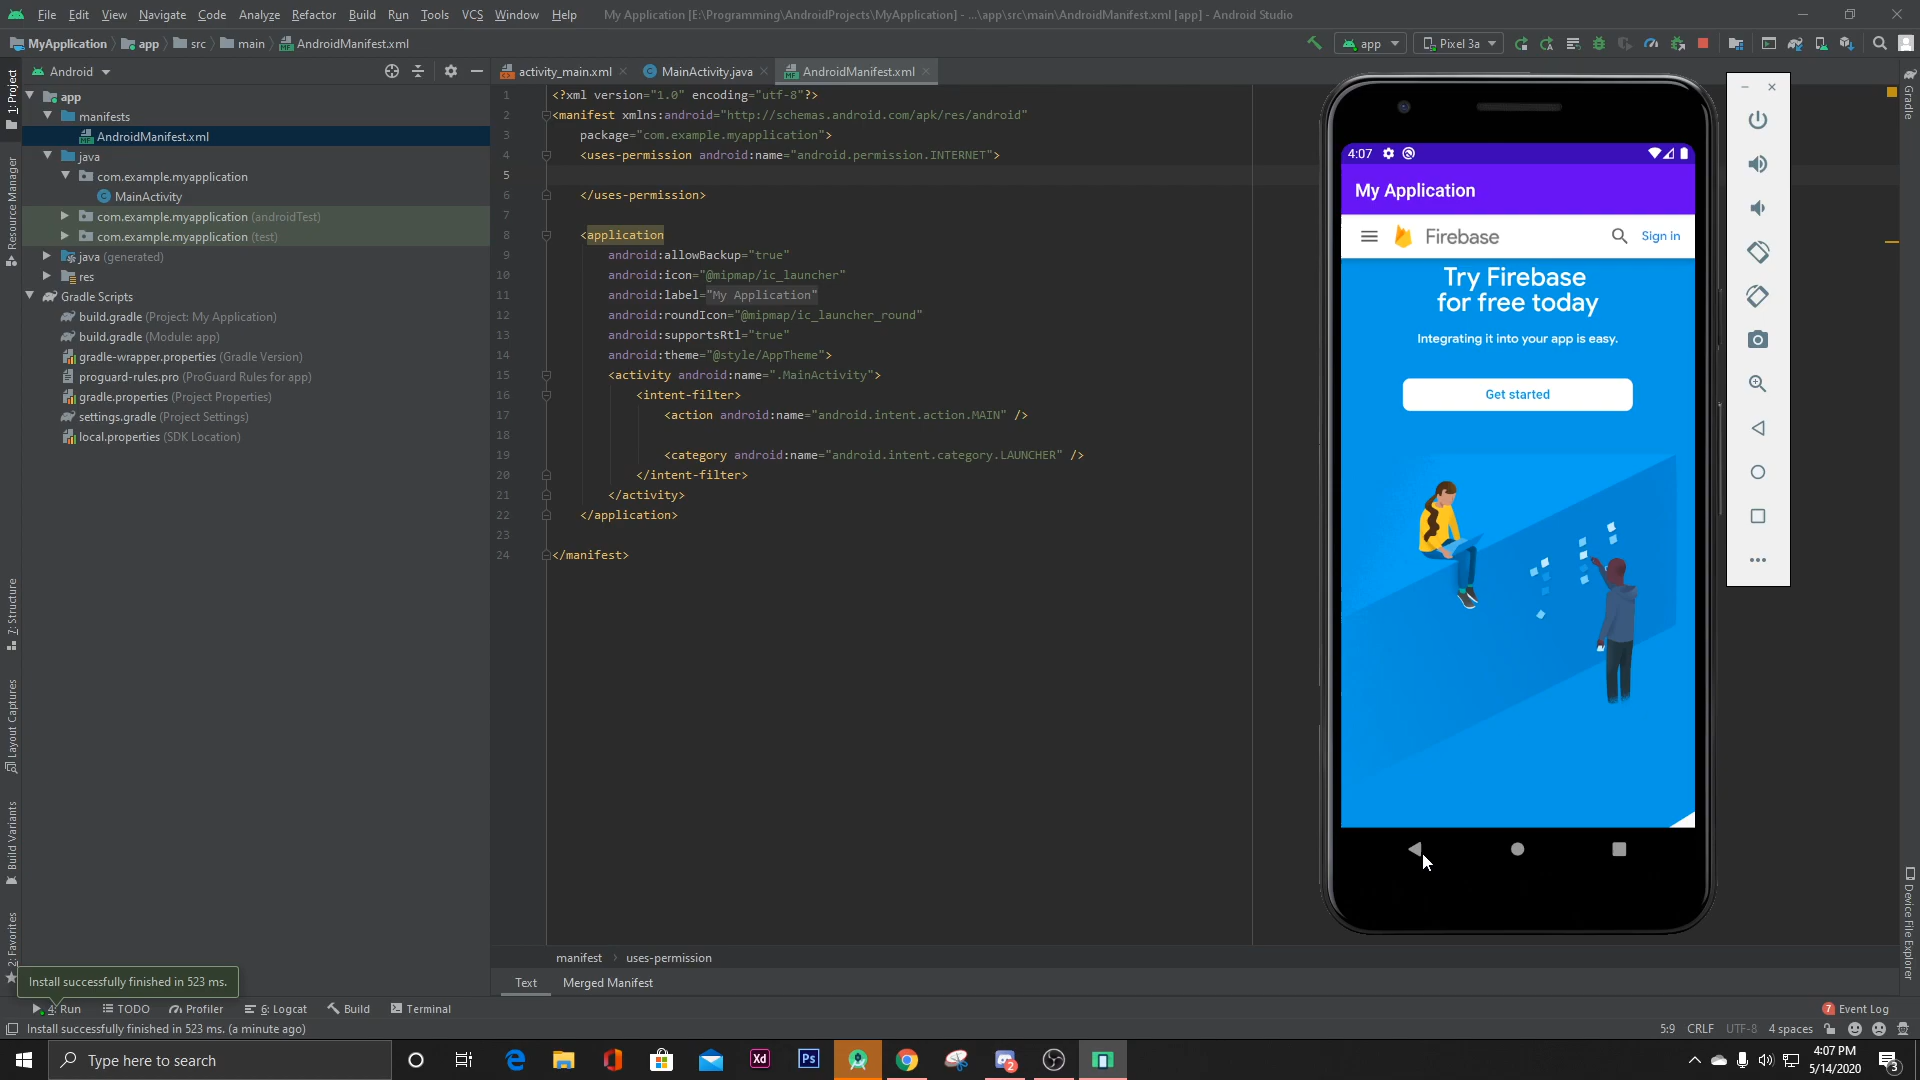 File Edit View Navigate Code Analyze Refactor Build Run Tools VCS Window Help My Application [E:\Programming\AndroidProjects\MyApplication] - ...\app\src\main\AndroidManifest.xml [app] - Android Studio
MyApplication app src main AndroidManifest.xml app Pixel 3a
Android
activity_main.xml MainActivity.java AndroidManifest.xml
1: Project
Resource Manager
7: Structure
Layout Captures
Build Variants
2: Favorites
app
manifests
AndroidManifest.xml
java
com.example.myapplication
MainActivity
com.example.myapplication (androidTest)
com.example.myapplication (test)
java (generated)
res
Gradle Scripts
build.gradle (Project: My Application)
build.gradle (Module: app)
gradle-wrapper.properties (Gradle Version)
proguard-rules.pro (ProGuard Rules for app)
gradle.properties (Project Properties)
settings.gradle (Project Settings)
local.properties (SDK Location)
1 <?xml version="1.0" encoding="utf-8"?>
2 <manifest xmlns:android="http://schemas.android.com/apk/res/android"
3 package="com.example.myapplication">
4 <uses-permission android:name="android.permission.INTERNET">
5
6 </uses-permission>
7
8 <application
9 android:allowBackup="true"
10 android:icon="@mipmap/ic_launcher"
11 android:label="My Application"
12 android:roundIcon="@mipmap/ic_launcher_round"
13 android:supportsRtl="true"
14 android:theme="@style/AppTheme">
15 <activity android:name=".MainActivity">
16 <intent-filter>
17 <action android:name="android.intent.action.MAIN" />
18
19 <category android:name="android.intent.category.LAUNCHER" />
20 </intent-filter>
21 </activity>
22 </application>
23
24 </manifest>
4:07
My Application
Firebase Sign in
Try Firebase
for free today
Integrating it into your app is easy.
Get started
Gradle
Device File Explorer
manifest uses-permission
Text Merged Manifest
Install successfully finished in 523 ms.
4: Run TODO Profiler 6: Logcat Build Terminal 7 Event Log
Install successfully finished in 523 ms. (a minute ago) 5:9 CRLF UTF-8 4 spaces
Type here to search
Xd Ps 2
4:07 PM
5/14/2020
3